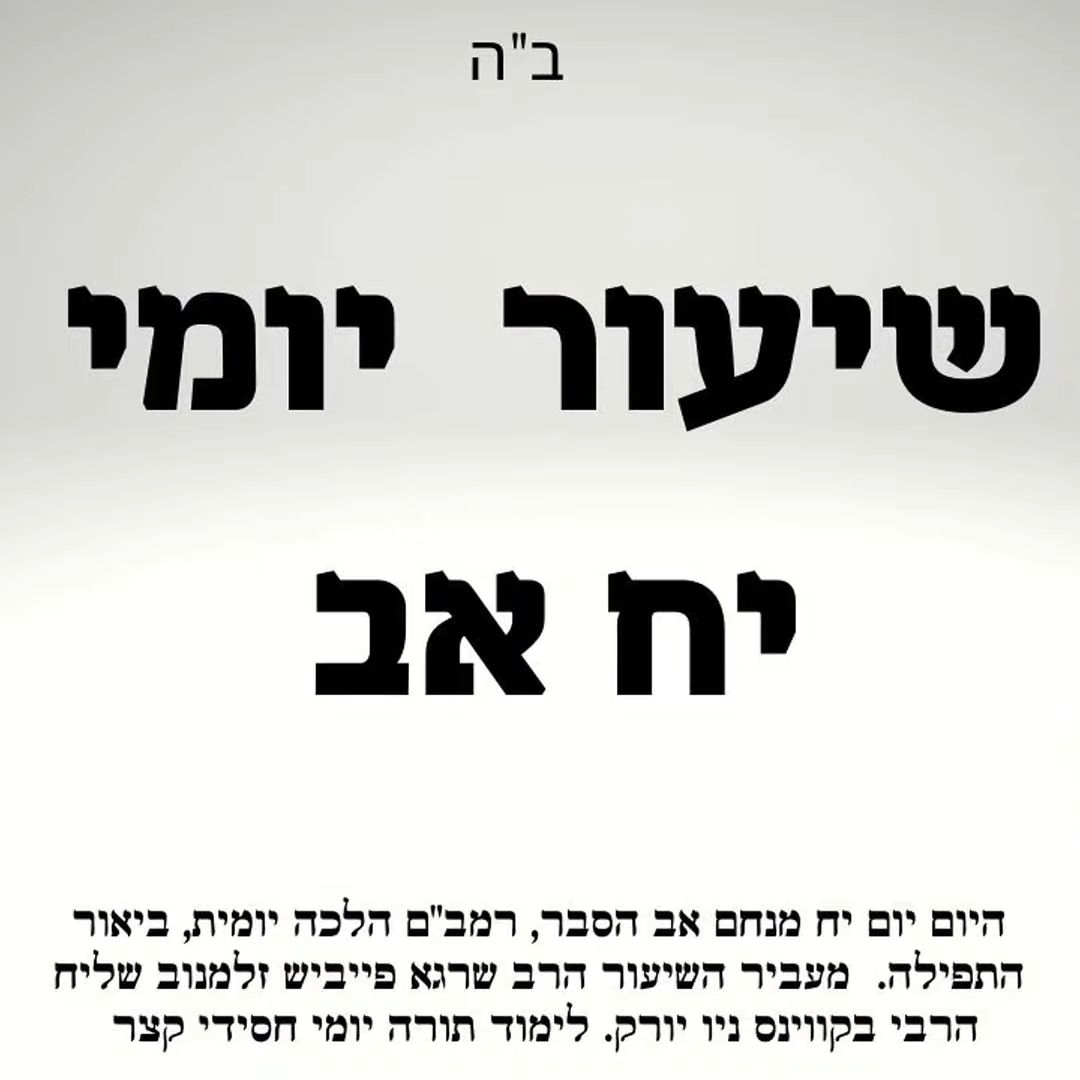 ב"ה
שיעור יומי
יח אב
היום יום יח מנחם אב הסבר, רמב"ם הלכה יומית, ביאור
התפילה. מעביר השיעור הרב שרגא פייביש זלמנוב שליח
הרבי בקווינס ניו יורק. לימוד תורה יומי חסידי קצר